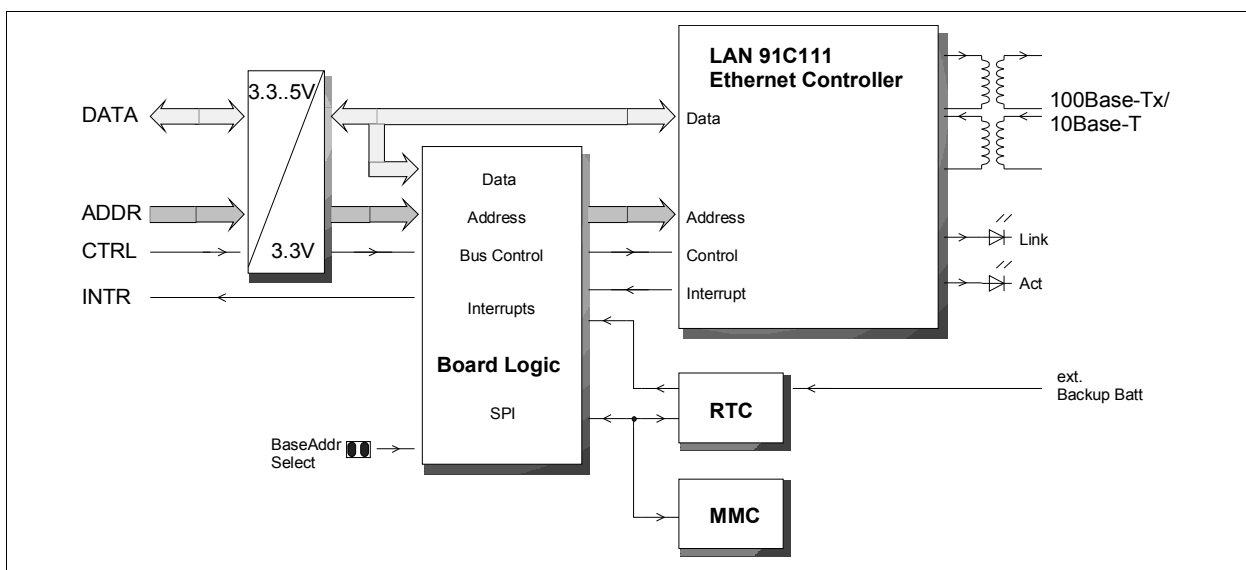 LAN 91C111
Ethernet Controller
3.3..5V
DATA
Data
100Base-Tx/
10Base-T
Data
ADDR
Address
Address
CTRL
3.3V
Bus Control
Control
Link
INTR
Interrupts
Interrupt
Act
Board Logic
RTC
ext.
Backup Batt
SPI
BaseAddr
Select
MMC